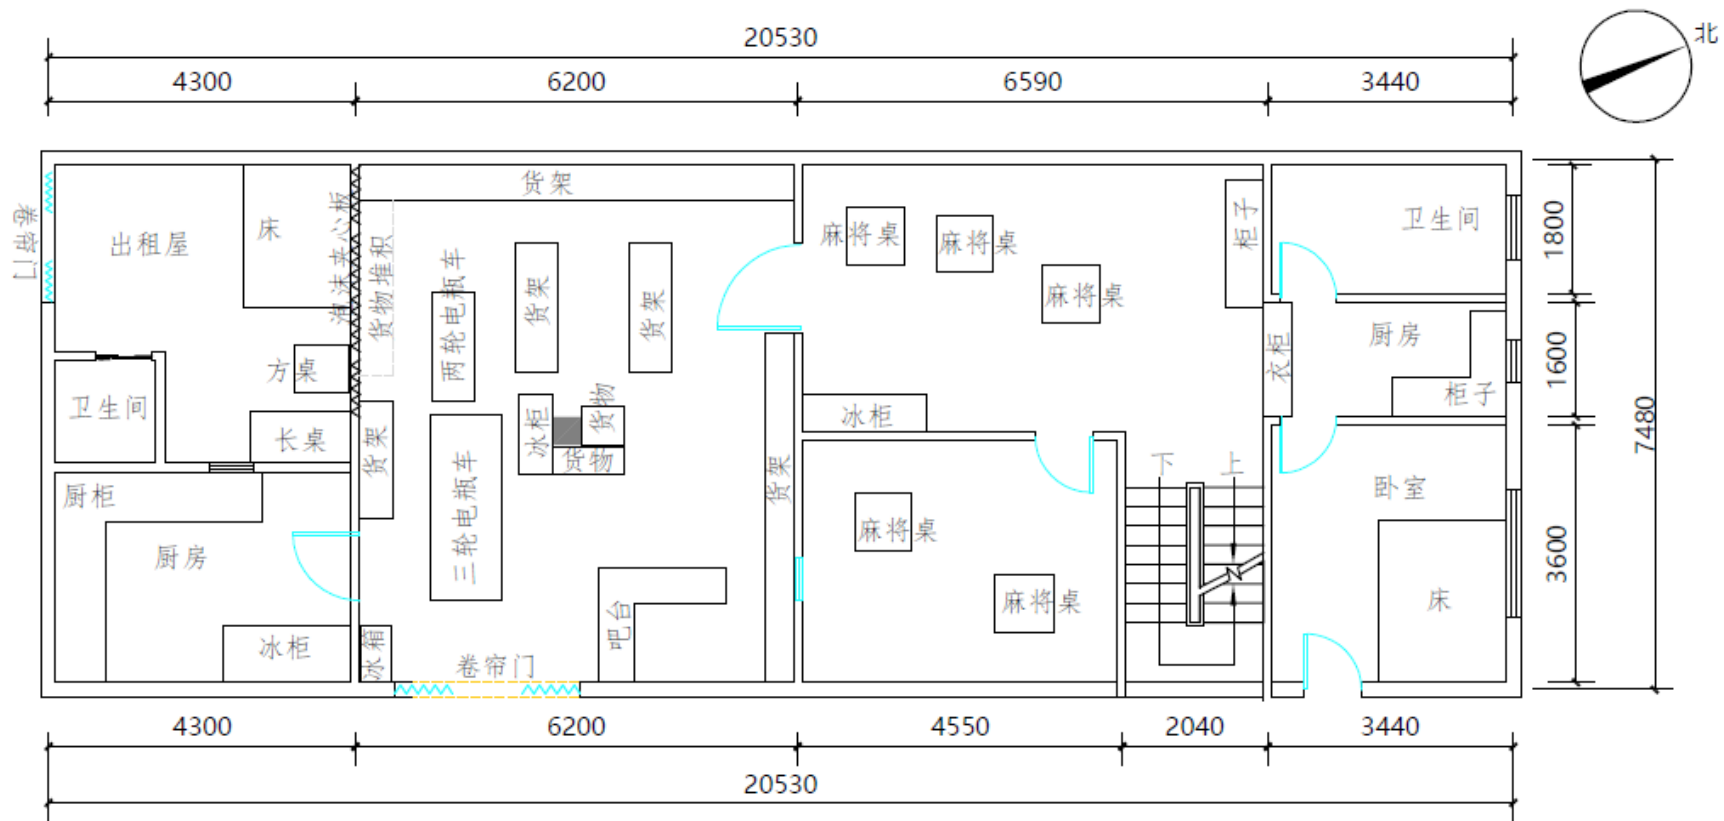 20530
北
4300
6200
6590
3440
卷帘门
出租屋
床
泡沫夹心板
货物堆积
货架
两轮电瓶车
货架
货架
麻将桌
麻将桌
麻将桌
柜子
卫生间
1800
方桌
卫生间
长桌
货架
冰柜
货物
货物
货架
冰柜
衣柜
厨房
柜子
1600
7480
厨柜
厨房
冰柜
三轮电瓶车
冰箱
卷帘门
吧台
麻将桌
麻将桌
下
上
卧室
床
3600
4300
6200
4550
2040
3440
20530